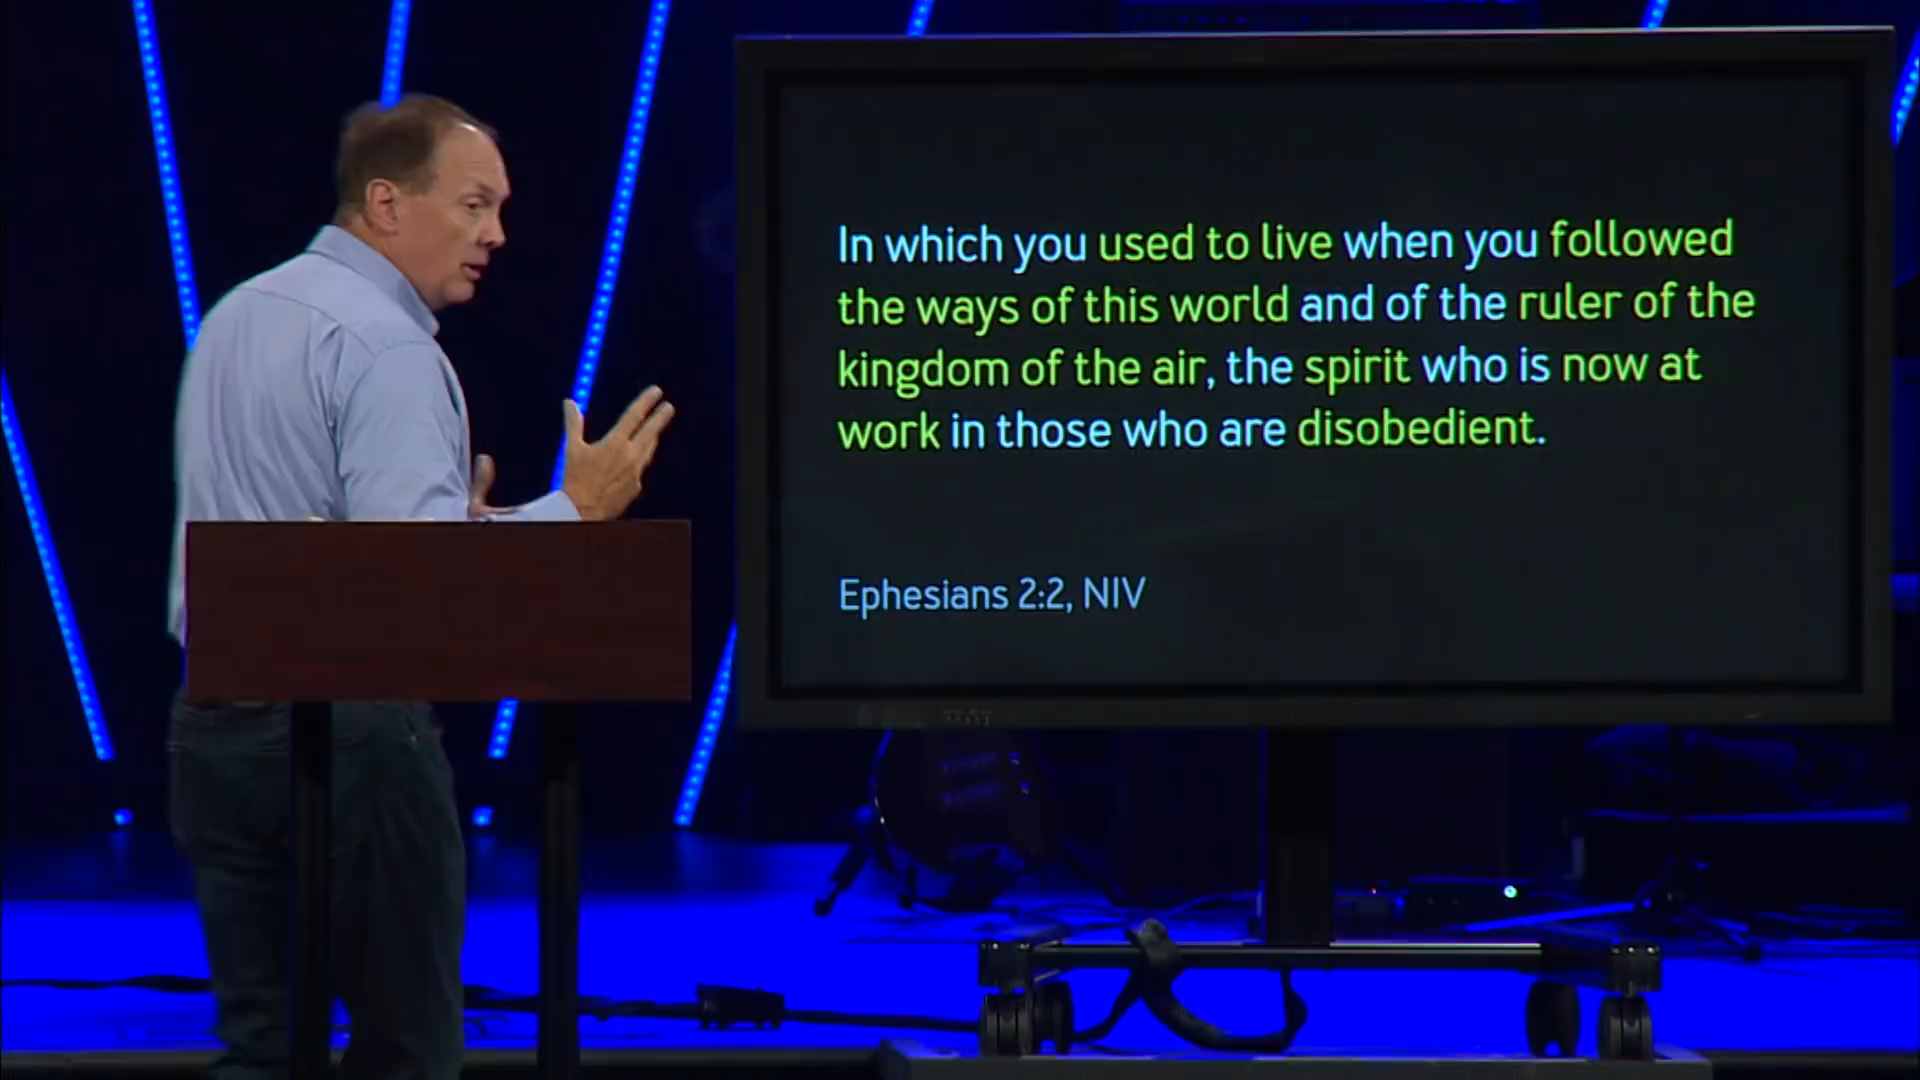 In which you used to live when you followed
the ways of this world and of the ruler of the
kingdom of the air, the spirit who is now at
work in those who are disobedient.
Ephesians 2:2, NIV